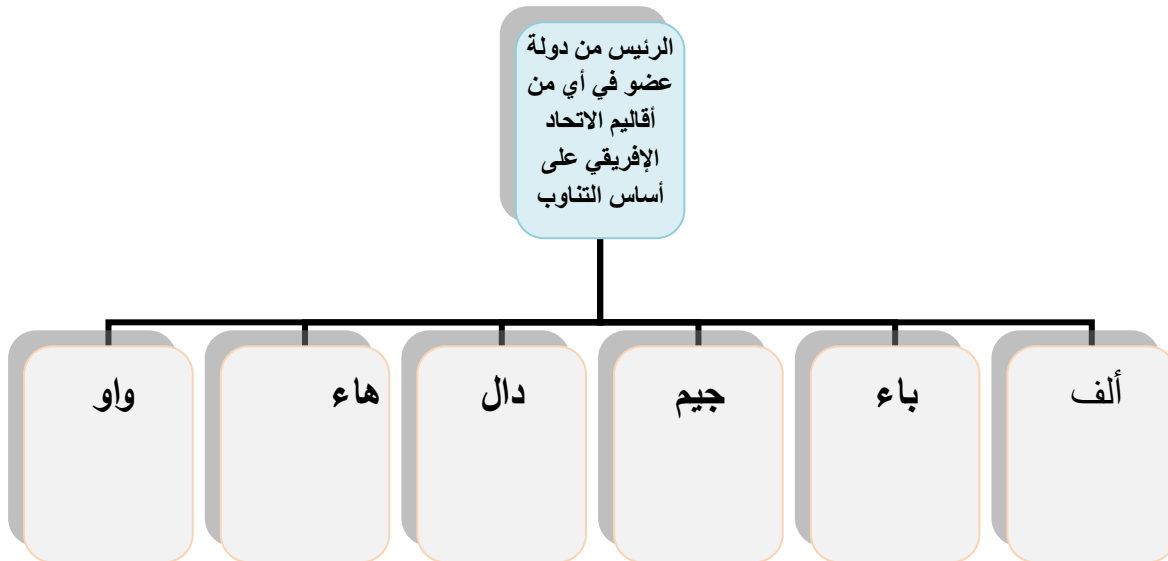 الرئيس من دولة
عضو في أي من
أقاليم الاتحاد
الإفريقي على
أساس التناوب
ألف
باء
جيم
دال
هاء
واو